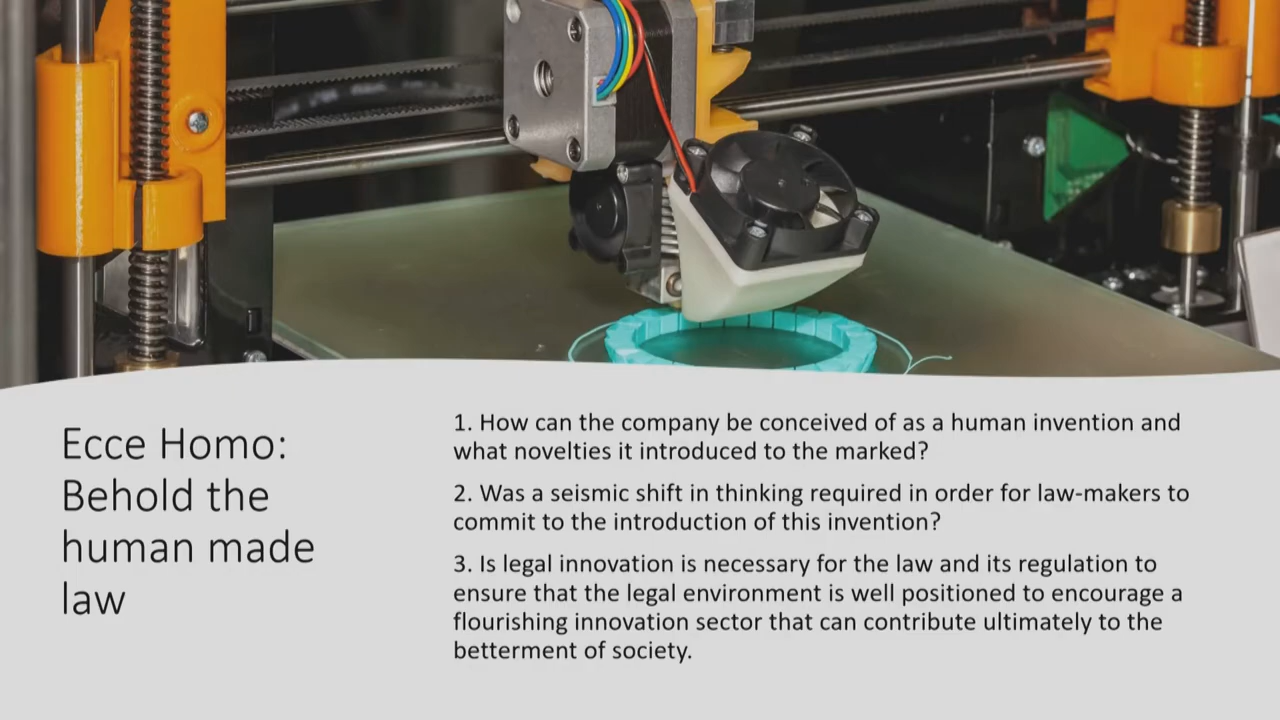 Ecce Homo:
Behold the
human made
law
1. How can the company be conceived of as a human invention and
what novelties it introduced to the marked?
2. Was a seismic shift in thinking required in order for law-makers to
commit to the introduction of this invention?
3. Is legal innovation is necessary for the law and its regulation to
ensure that the legal environment is well positioned to encourage a
flourishing innovation sector that can contribute ultimately to the
betterment of society.